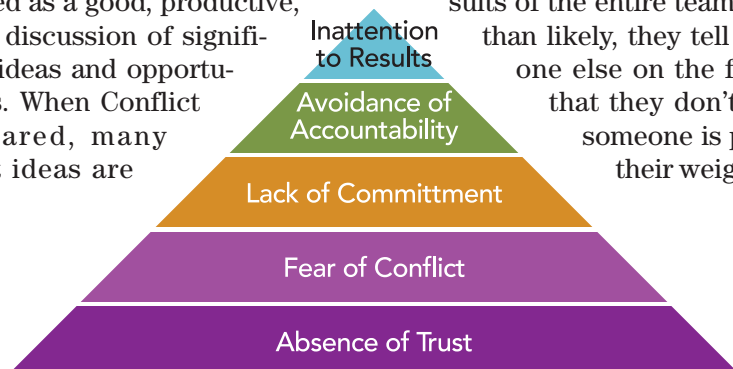 ed as a good, productive,
discussion of signifi-
ideas and opportu-
s. When Conflict
ared, many
ideas are
Inattention
to Results
Avoidance of
Accountability
Lack of Committment
Fear of Conflict
Absence of Trust
sults of the entire team
than likely, they tell
one else on the f
that they don't
someone is p
their weig